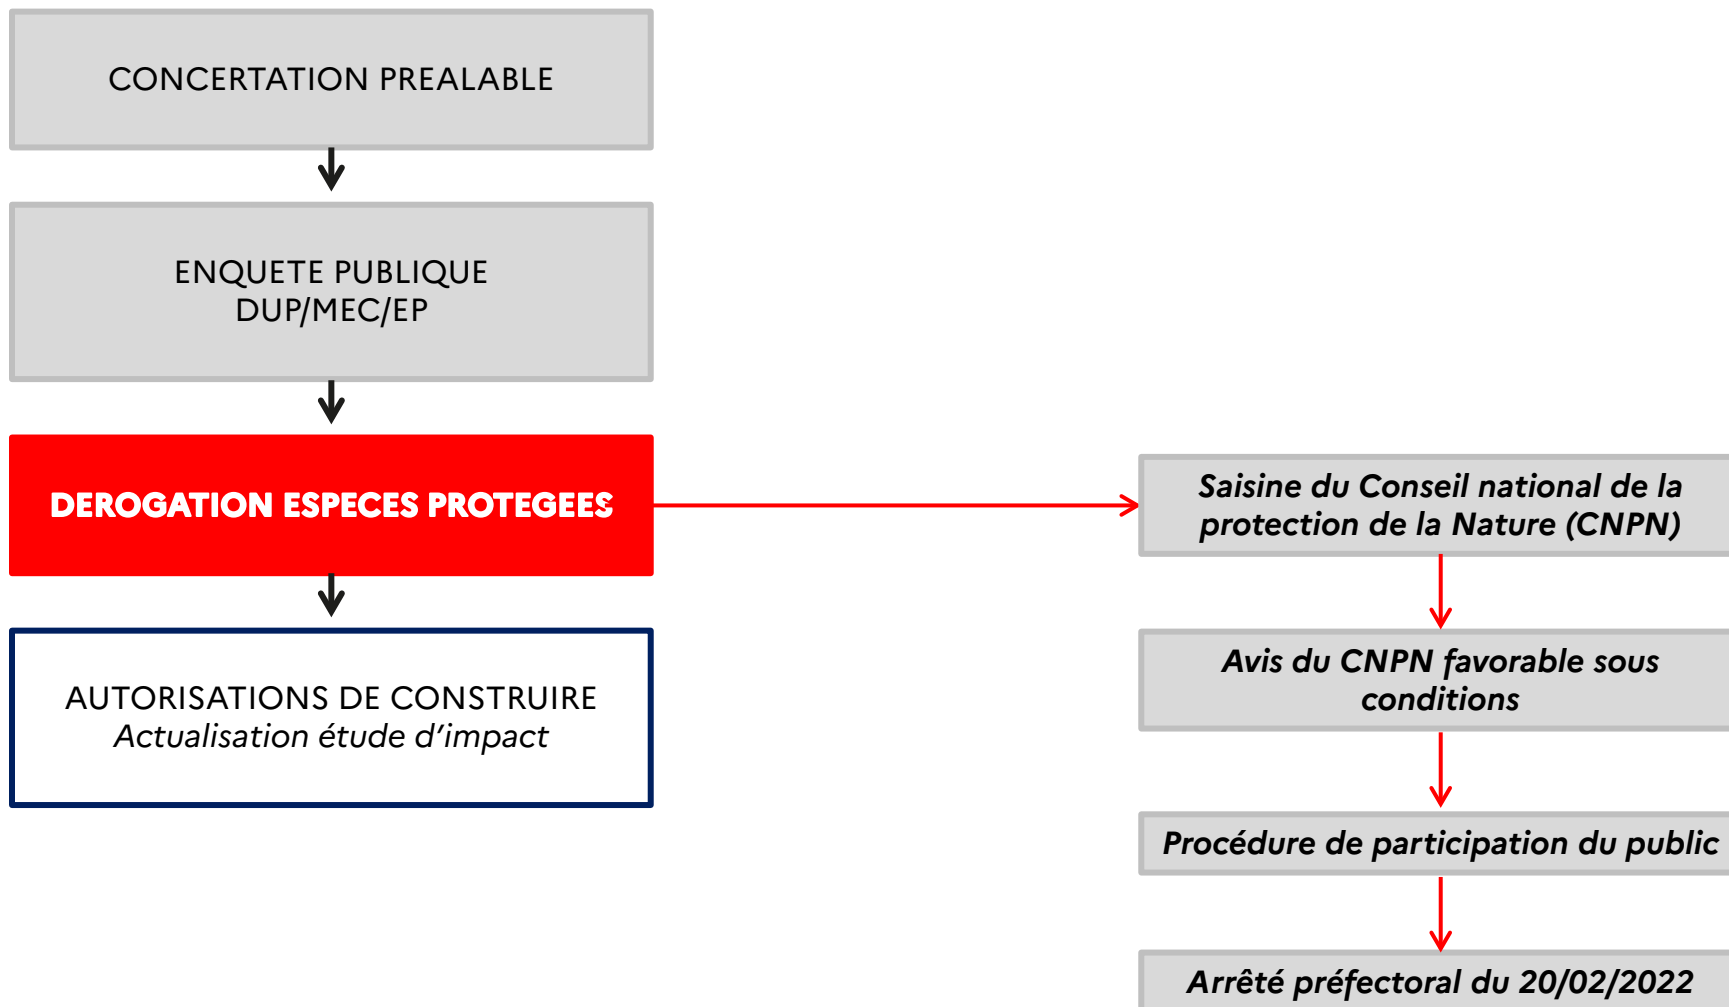 CONCERTATION PREALABLE
ENQUETE PUBLIQUE
DUP/MEC/EP
DEROGATION ESPECES PROTEGEES
AUTORISATIONS DE CONSTRUIRE
Actualisation étude d'impact
Saisine du Conseil national de la
protection de la Nature (CNPN)
Avis du CNPN favorable sous
conditions
Procédure de participation du public
Arrêté préfectoral du 20/02/2022